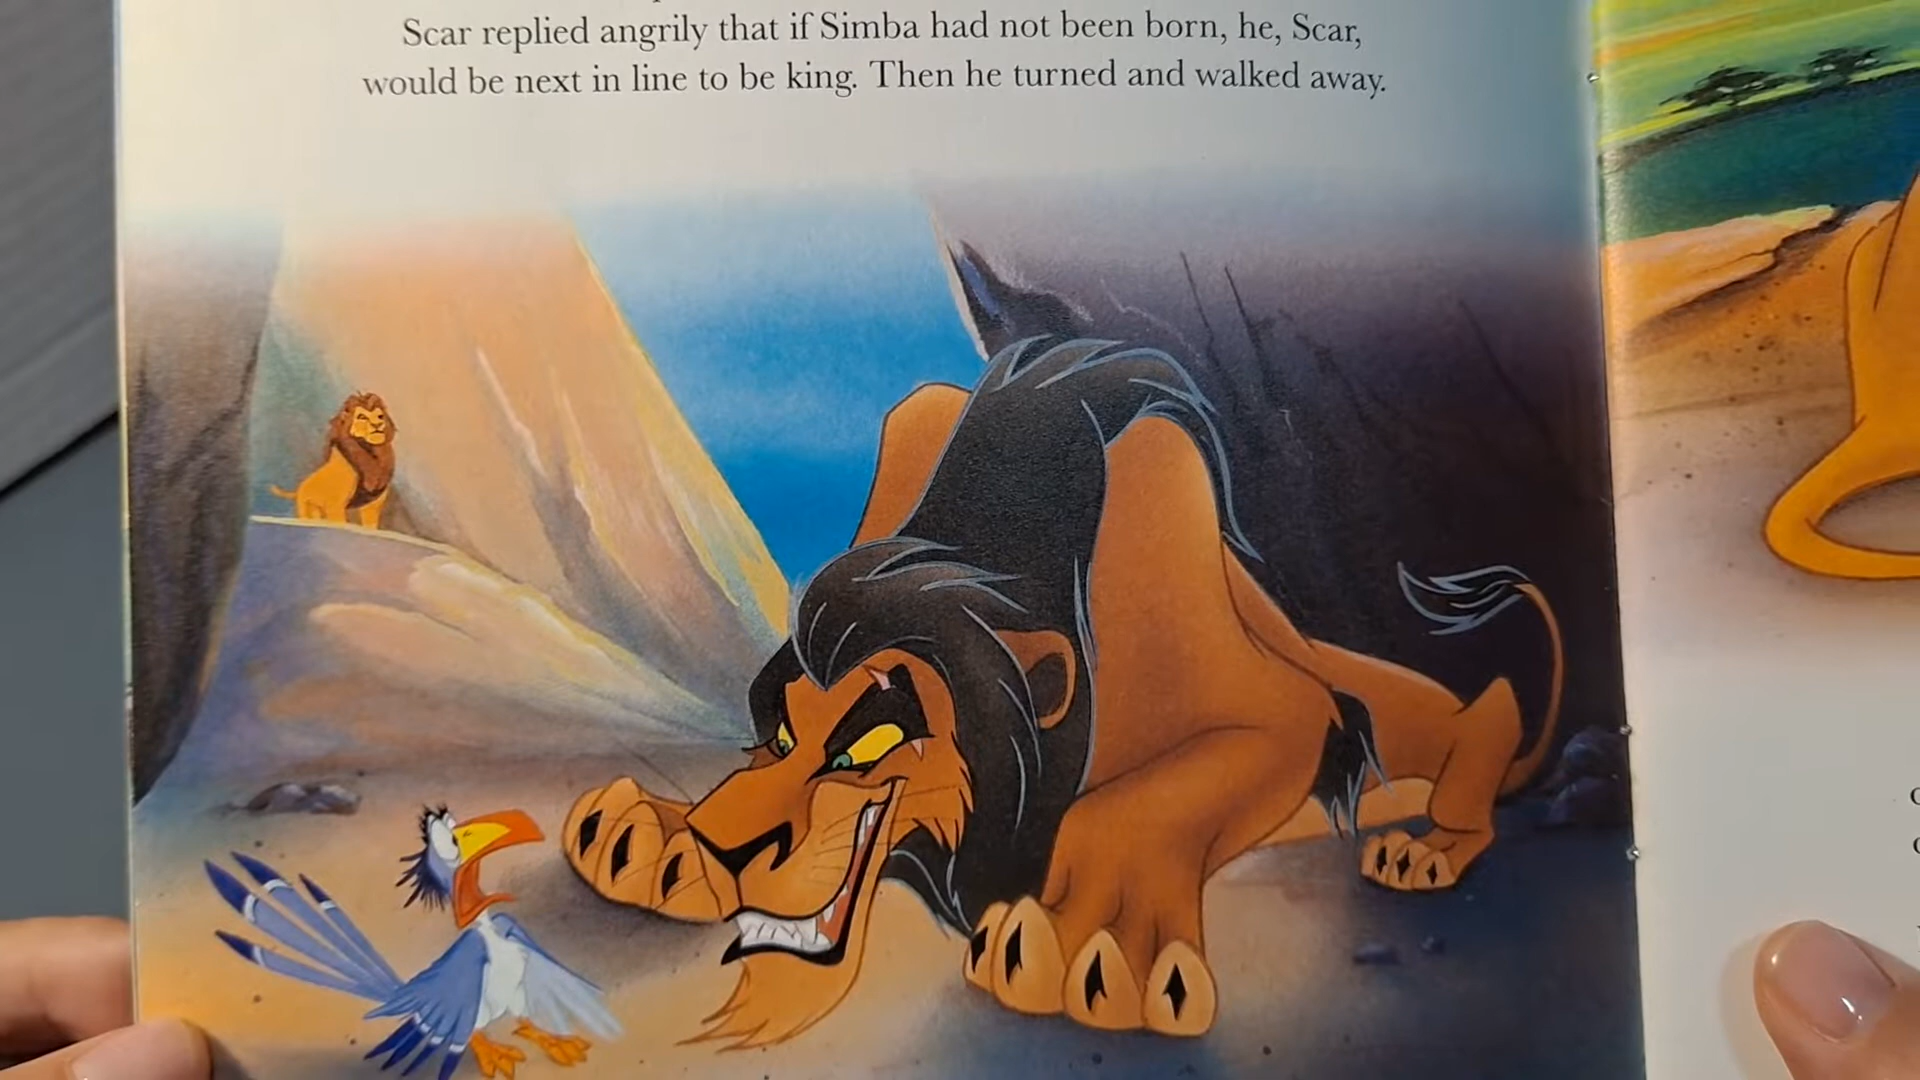 Scar replied angrily that if Simba had not been born, he, Scar,
would be next in line to be king. Then he turned and walked away.